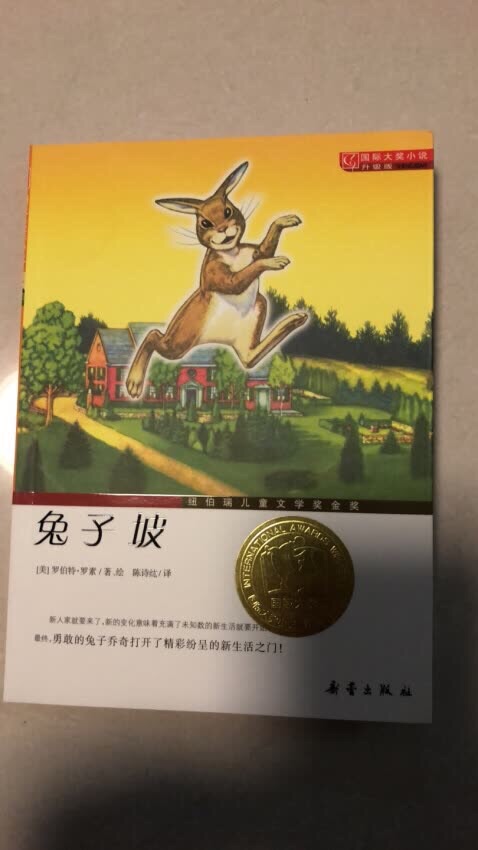 国际大奖小说
升级版
纽伯瑞儿童文学奖金奖
兔子坡
[美] 罗伯特·罗素 / 著.绘 陈诗纮 / 译
INTERNATIONAL AWARDS
新人家就要来了,新的变化意味着充满了未知数的新生活就要开
最终,勇敢的兔子乔奇打开了精彩纷呈的新生活之门!
新蕾出版社